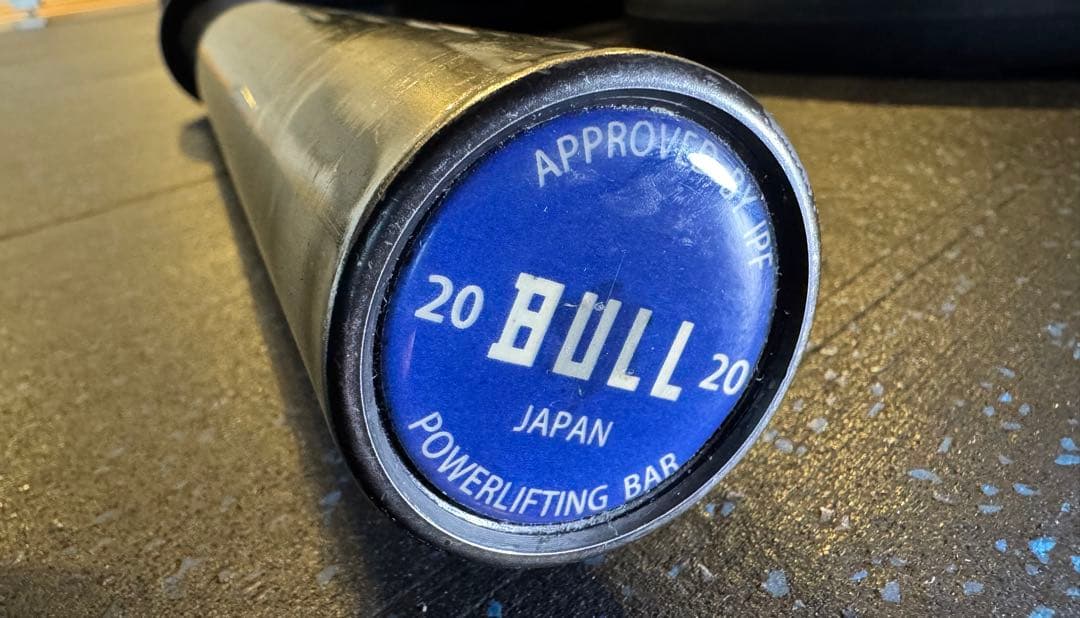 APPROVED BY IPF
20 BULL 20
JAPAN
POWERLIFTING BAR